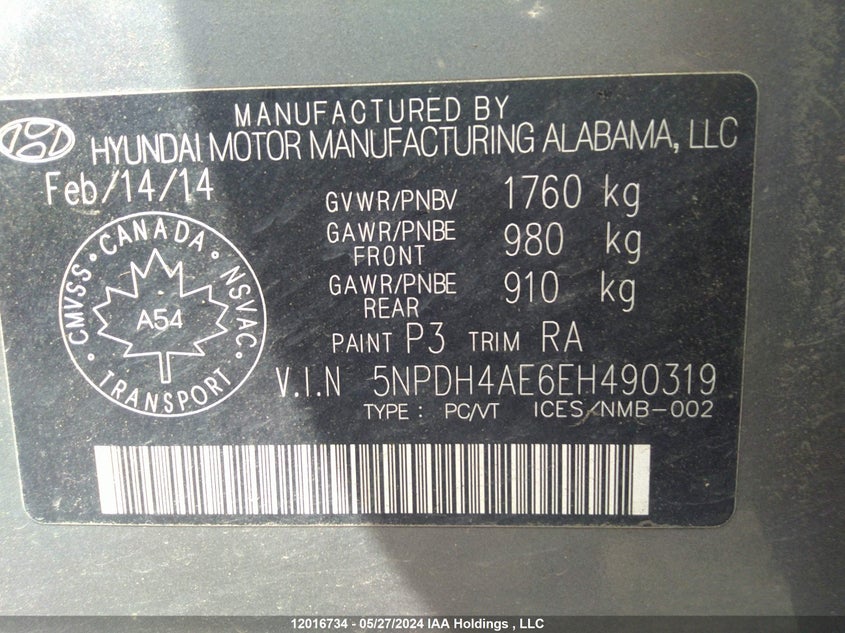 MANUFACTURED BY
HYUNDAI MOTOR MANUFACTURING ALABAMA, LLC
Feb/14/14
GVWR/PNBV 1760 kg
GAWR/PNBE FRONT 980 kg
GAWR/PNBE REAR 910 kg
CANADA
CMVSS · NSVAC
A54
TRANSPORT
PAINT P3 TRIM RA
V.I.N 5NPDH4AE6EH490319
TYPE : PC/VT ICES/NMB-002
12016734 - 05/27/2024 IAA Holdings , LLC